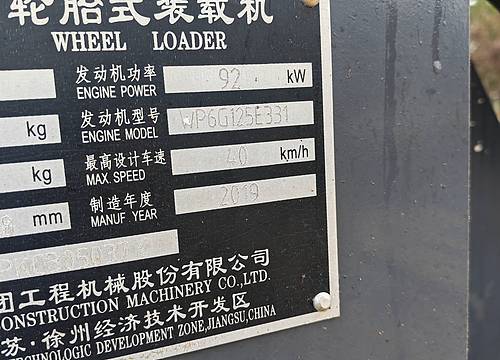 轮胎式装载机
WHEEL LOADER
发动机功率 92 kW
ENGINE POWER
kg 发动机型号 WP6G125E331
ENGINE MODEL
kg 最高设计车速 40 km/h
MAX. SPEED
mm 制造年度 2019
MANUF YEAR
团工程机械股份有限公司
CONSTRUCTION MACHINERY CO.,LTD.
苏·徐州经济技术开发区
TECHNOLOGIC DEVELOPMENT ZONE,JIANGSU,CHINA